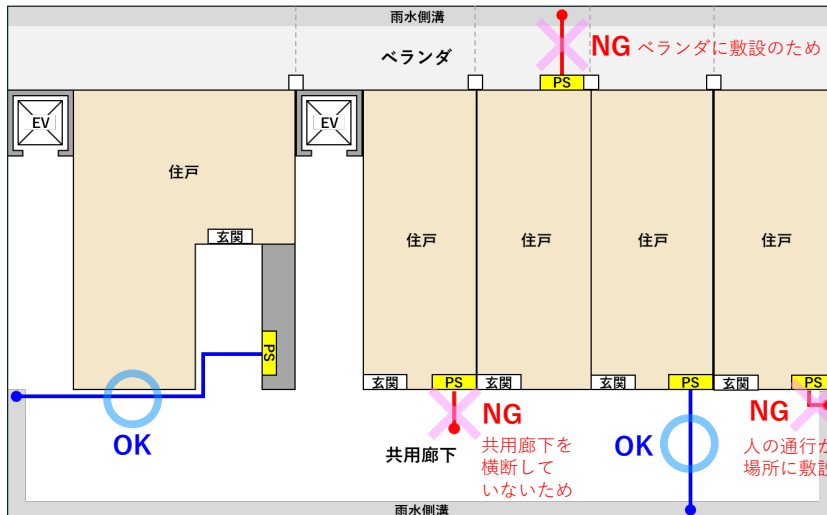 雨水側溝
ベランダ
NG ベランダに敷設のため
PS
EV
EV
住戸
玄関
住戸
住戸
住戸
住戸
PS
玄関
PS
玄関
玄関
PS
玄関
PS
OK
NG
共用廊下を
横断して
いないため
共用廊下
OK
NG
人の通行が
場所に敷設
雨水側溝